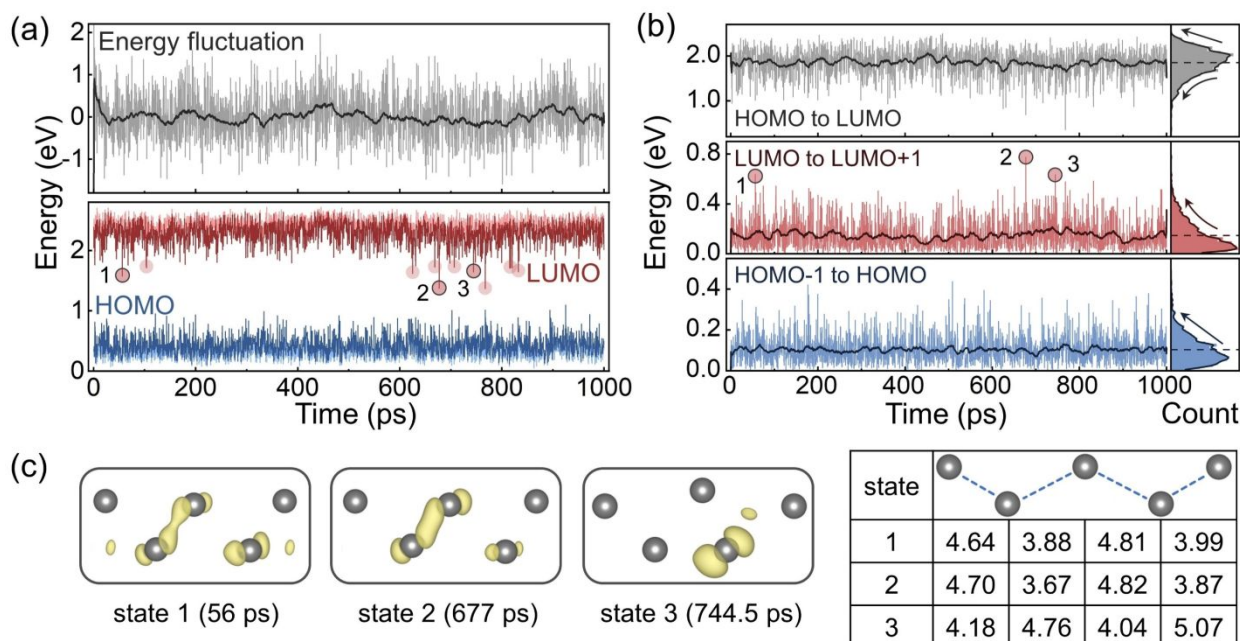 (a)
Energy fluctuation
2
1
0
-1
Energy (eV)
LUMO
HOMO
1
2
3
2
1
0
0 200 400 600 800 1000
Time (ps)
(b)
HOMO to LUMO
2.0
1.0
LUMO to LUMO+1
1
2
3
0.8
0.4
0.0
HOMO-1 to HOMO
0.4
0.2
0.0
Energy (eV)
0 200 400 600 800 1000
Time (ps)
Count
(c)
state 1 (56 ps)
state 2 (677 ps)
state 3 (744.5 ps)
state
1 4.64 3.88 4.81 3.99
2 4.70 3.67 4.82 3.87
3 4.18 4.76 4.04 5.07